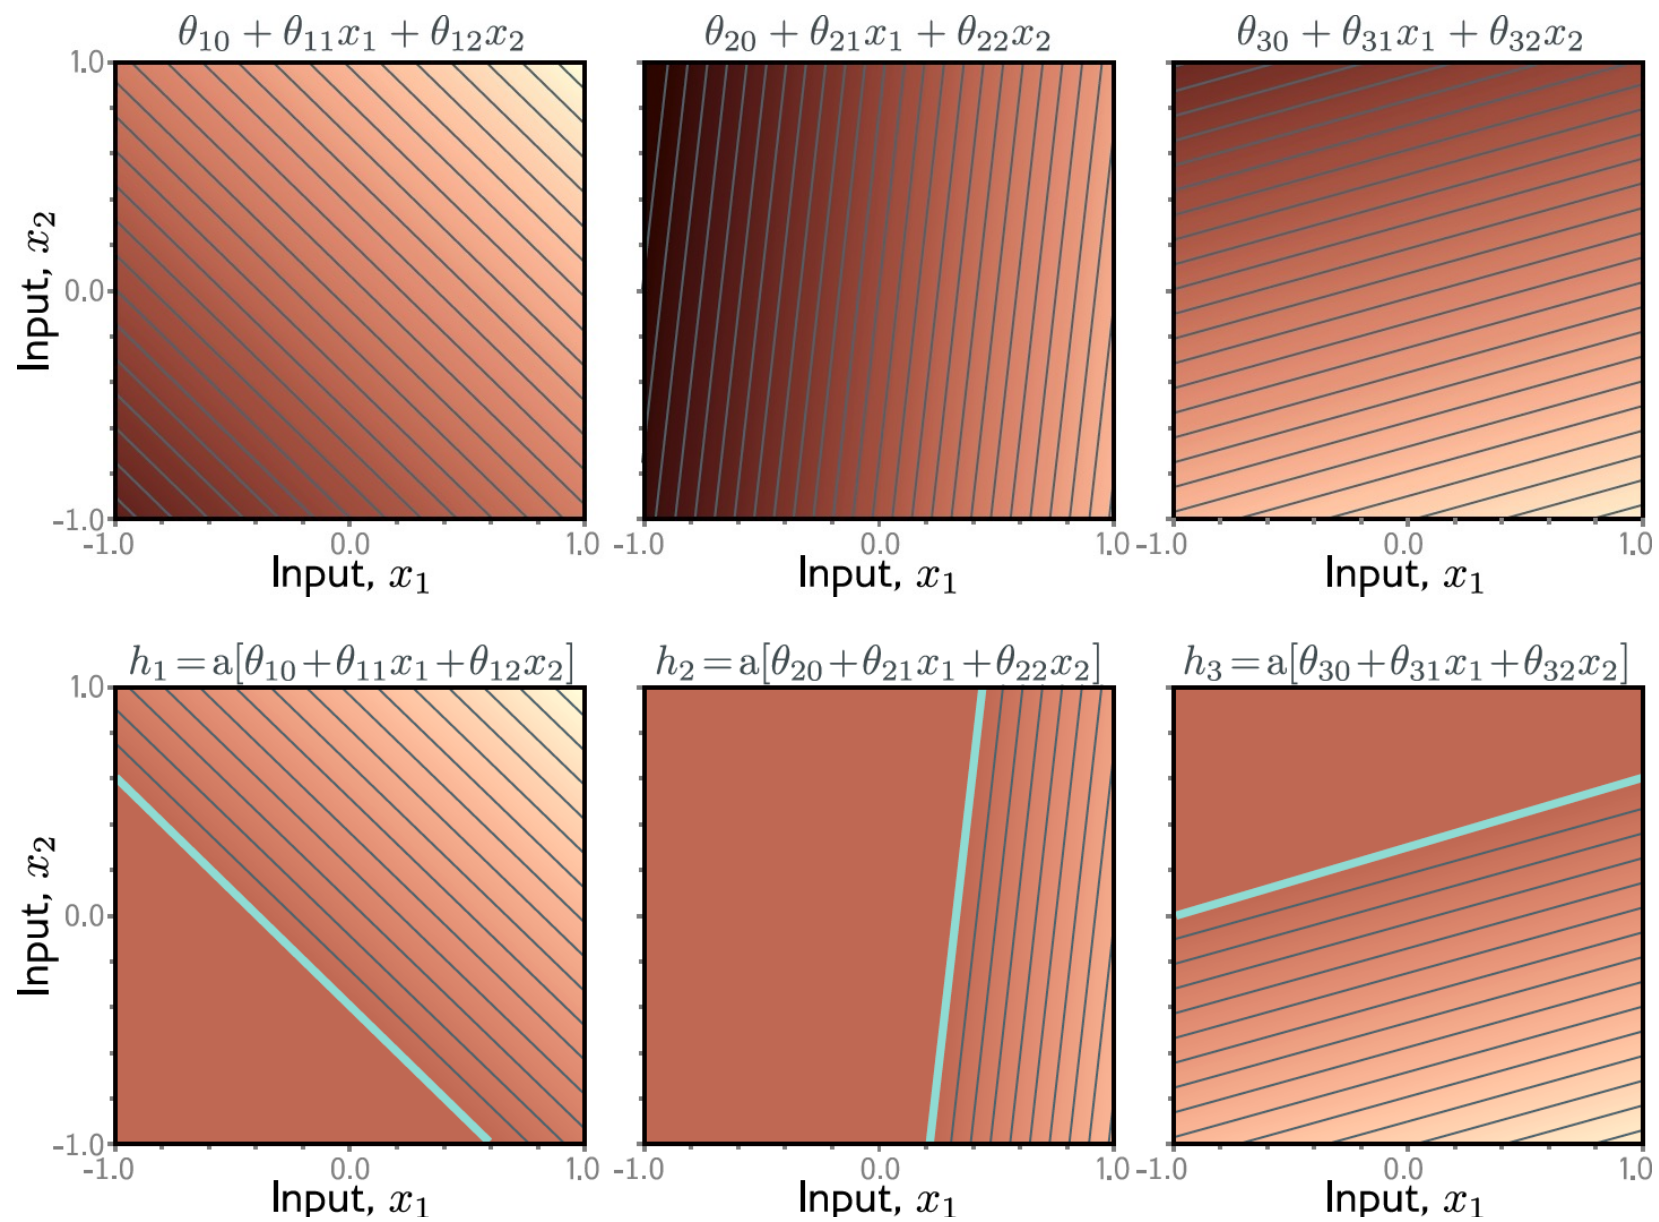 θ₁₀ + θ₁₁x₁ + θ₁₂x₂
θ₂₀ + θ₂₁x₁ + θ₂₂x₂
θ₃₀ + θ₃₁x₁ + θ₃₂x₂
1.0
0.0
-1.0
Input, x₂
-1.0 0.0 1.0
-1.0 0.0 1.0
-1.0 0.0 1.0
Input, x₁
Input, x₁
Input, x₁
h₁=a[θ₁₀+θ₁₁x₁+θ₁₂x₂]
h₂=a[θ₂₀+θ₂₁x₁+θ₂₂x₂]
h₃=a[θ₃₀+θ₃₁x₁+θ₃₂x₂]
1.0
0.0
-1.0
Input, x₂
-1.0 0.0 1.0
-1.0 0.0 1.0
-1.0 0.0 1.0
Input, x₁
Input, x₁
Input, x₁